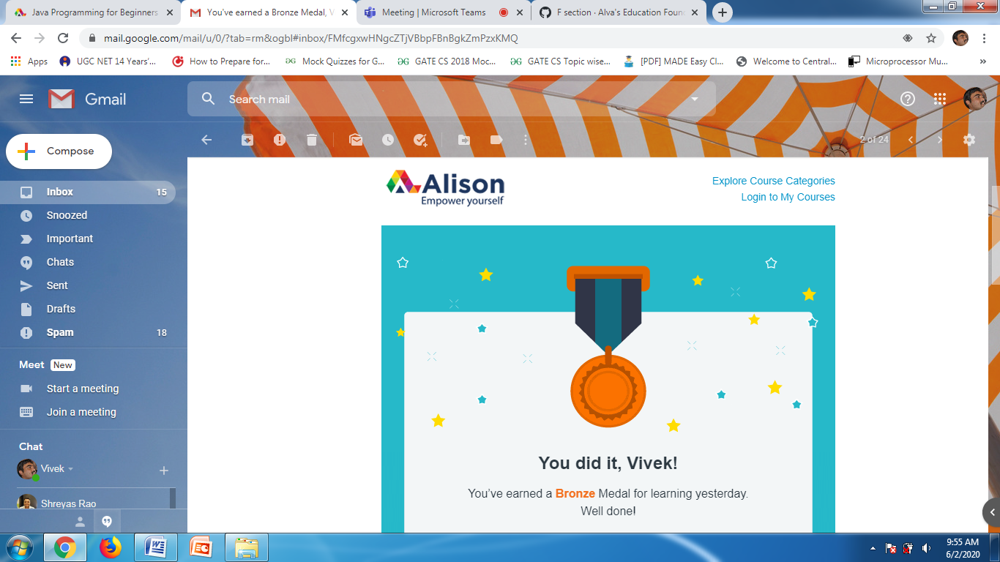 Java Programming for Beginners
You've earned a Bronze Medal, V
Meeting | Microsoft Teams
F section · Alva's Education Foun
mail.google.com/mail/u/0/?tab=rm&ogbl#inbox/FMfcgxwHNgcZTjVBbpFBnBgkZmPzxKMQ
Apps
UGC NET 14 Years'...
How to Prepare for...
Mock Quizzes for G...
GATE CS 2018 Moc...
GATE CS Topic wise...
[PDF] MADE Easy Cl...
Welcome to Central...
Microprocessor Mu...
Gmail
Search mail
Compose
2 of 24
Inbox 15
Snoozed
Important
Chats
Sent
Drafts
Spam 18
Meet New
Start a meeting
Join a meeting
Chat
Vivek
Shreyas Rao
Alison
Empower yourself
Explore Course Categories
Login to My Courses
You did it, Vivek!
You've earned a Bronze Medal for learning yesterday.
Well done!
9:55 AM
6/2/2020